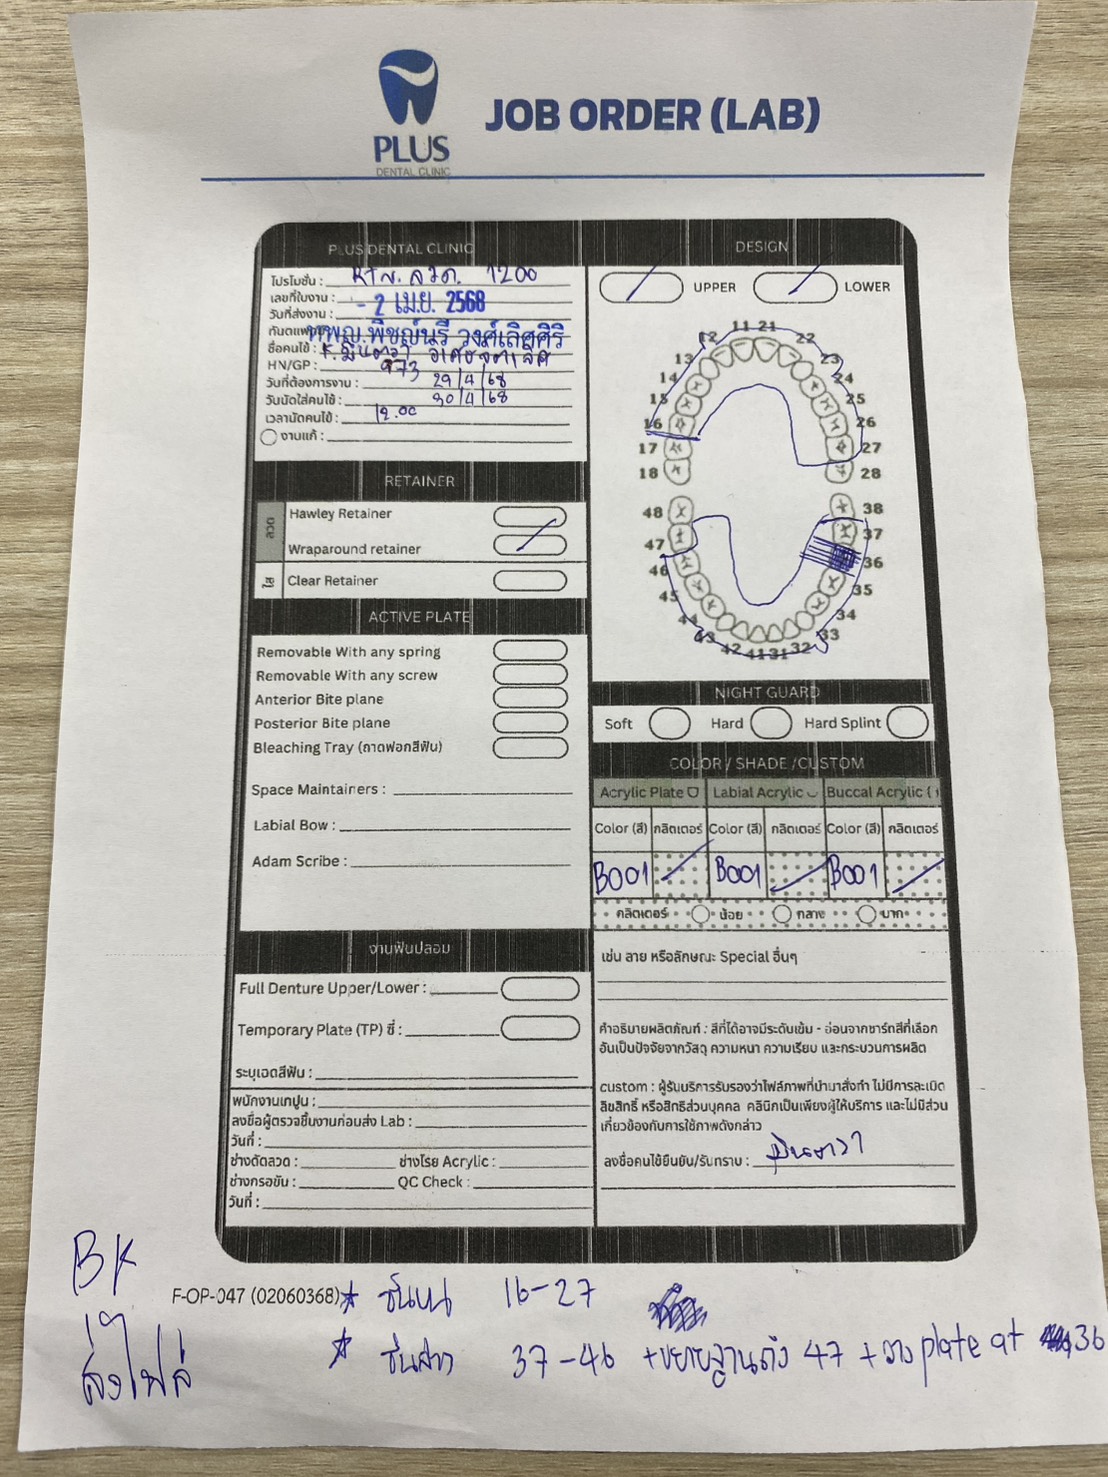 PLUS
DENTAL CLINIC
JOB ORDER (LAB)
PLUS DENTAL CLINIC
โปรโมชั่น : RTN. ลวด. 1200
เลขที่ใบงาน :
วันที่ส่งงาน : - 2 เม.ย. 2568
ทันตแพทย์ ทพญ.พิชญ์นรี วงศ์เลิศศิริ
ชื่อคนไข้ :
HN/GP : 973
วันที่ต้องการงาน : 29/4/68
วันนัดใส่คนไข้ : 30/4/68
เวลานัดคนไข้ : 12.00
งานแก้ :
RETAINER
ลวด
Hawley Retainer
Wraparound retainer
ใส
Clear Retainer
ACTIVE PLATE
Removable With any spring
Removable With any screw
Anterior Bite plane
Posterior Bite plane
Bleaching Tray (ถาดฟอกสีฟัน)
Space Maintainers :
Labial Bow :
Adam Scribe :
งานฟันปลอม
Full Denture Upper/Lower :
Temporary Plate (TP) ซี่ :
ระบุเฉดสีฟัน :
พนักงานเทปูน :
ลงชื่อผู้ตรวจชิ้นงานก่อนส่ง Lab :
วันที่ :
ช่างดัดลวด : ช่างโรย Acrylic :
ช่างกรอขัน : QC Check :
วันที่ :
DESIGN
UPPER LOWER
11 21
12 22
13 23
14 24
15 25
16 26
17 27
18 28
48 38
47 37
46 36
45 35
44 34
43 33
42 41 31 32
NIGHT GUARD
Soft Hard Hard Splint
COLOR / SHADE /CUSTOM
Acrylic Plate Labial Acrylic Buccal Acrylic
Color (สี) กลิตเตอร์ Color (สี) กลิตเตอร์ Color (สี) กลิตเตอร์
B001 B001 B001
กลิตเตอร์ น้อย กลาง มาก
เช่น ลาย หรือลักษณะ Special อื่นๆ
คำอธิบายผลิตภัณฑ์ : สีที่ได้อาจมีระดับเข้ม - อ่อนจากชาร์ทสีที่เลือก
อันเป็นปัจจัยจากวัสดุ ความหนา ความเรียบ และกระบวนการผลิต
custom : ผู้รับบริการรับรองว่าไฟล์ภาพที่นำมาสั่งทำ ไม่มีการละเมิด
ลิขสิทธิ์ หรือสิทธิส่วนบุคคล คลินิกเป็นเพียงผู้ให้บริการ และไม่มีส่วน
เกี่ยวข้องกับการใช้ภาพดังกล่าว
ลงชื่อคนไข้ยืนยัน/รับทราบ : มินตรา
BK
ส่งไฟล์
F-OP-047 (02060368)
ชิ้นบน 16-27
ชิ้นล่าง 37-46 +ขยายฐานถึง 47 + วาง plate at 36